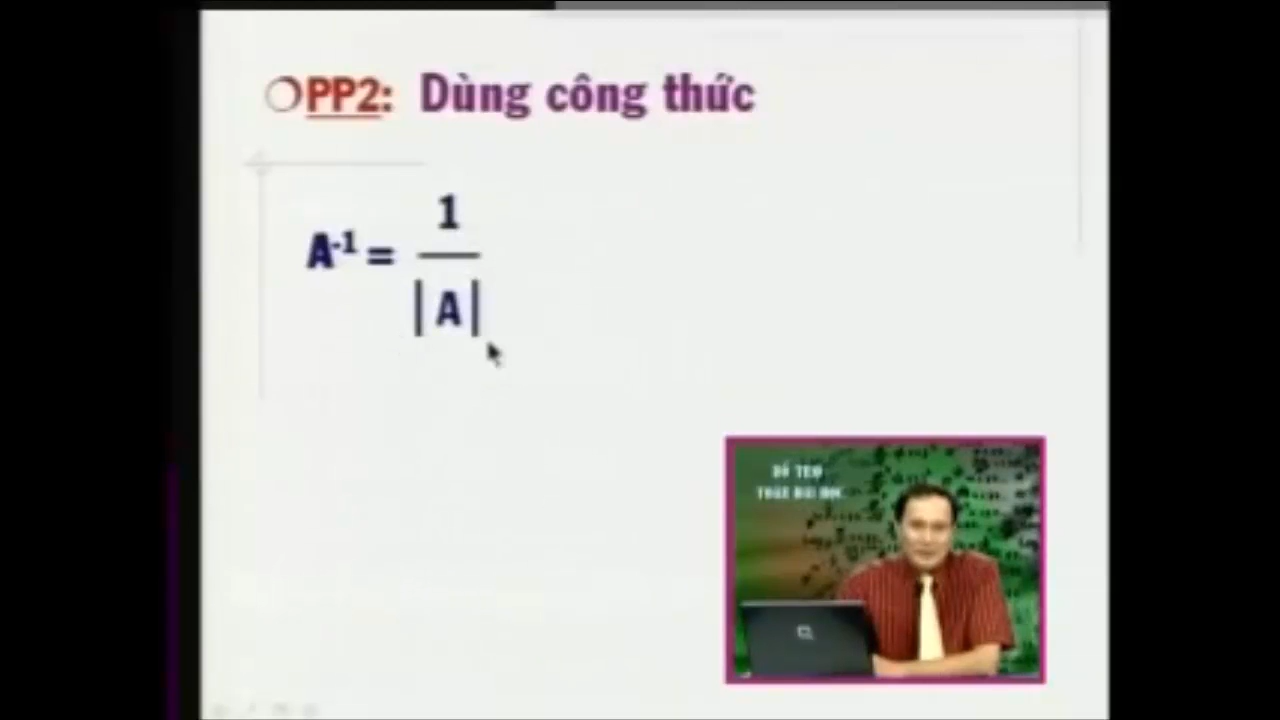 PP2: Dùng công thức
A⁻¹ = 1 / |A|